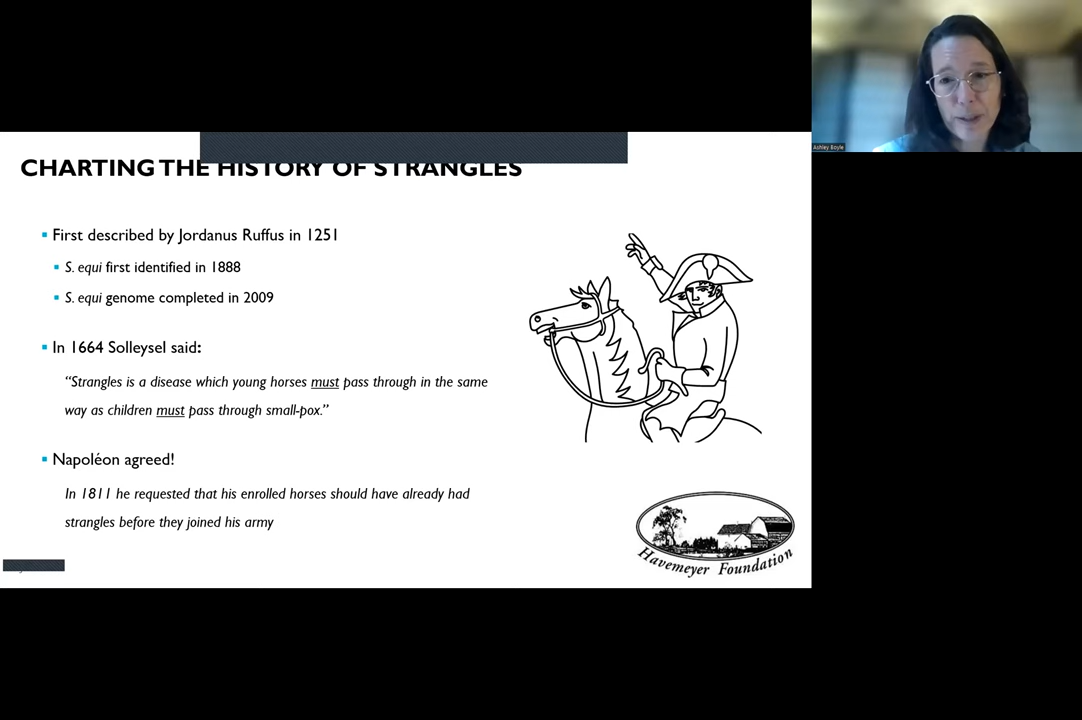 Ashley Boyle
CHARTING THE HISTORY OF STRANGLES
▪ First described by Jordanus Ruffus in 1251
▪ S. equi first identified in 1888
▪ S. equi genome completed in 2009
▪ In 1664 Solleysel said:
“Strangles is a disease which young horses must pass through in the same
way as children must pass through small-pox.”
▪ Napoléon agreed!
In 1811 he requested that his enrolled horses should have already had
strangles before they joined his army
Havemeyer Foundation